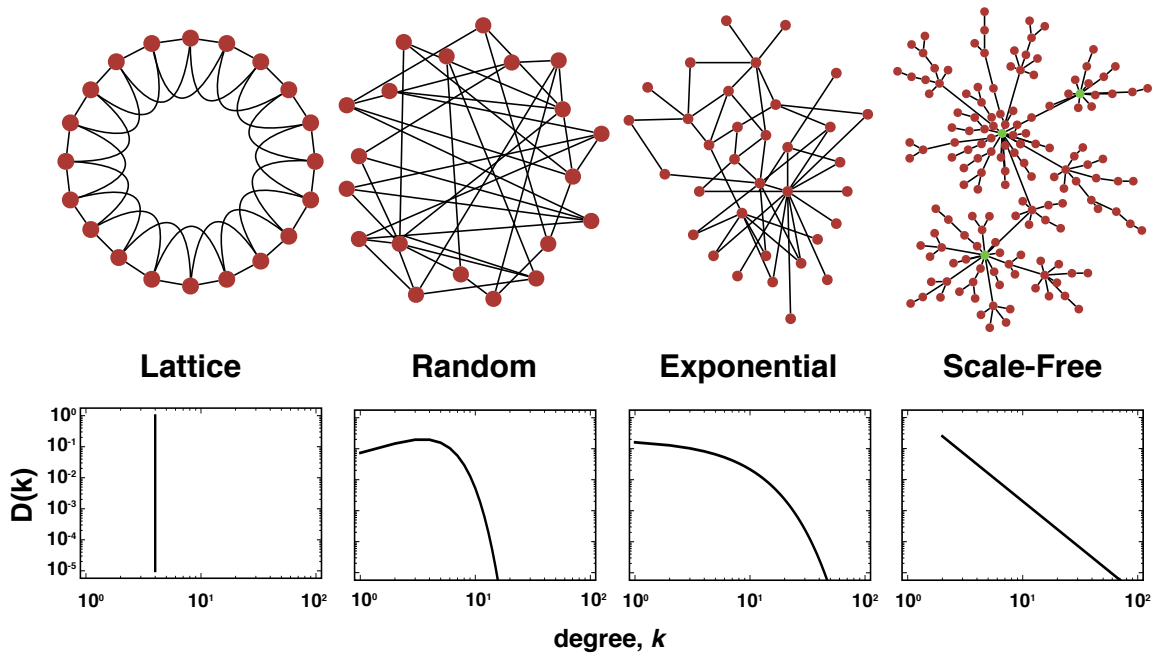 Lattice
Random
Exponential
Scale-Free
D(k)
10⁰
10⁻¹
10⁻²
10⁻³
10⁻⁴
10⁻⁵
10⁰ 10¹ 10²
10⁰ 10¹ 10²
10⁰ 10¹ 10²
10⁰ 10¹ 10²
degree, k